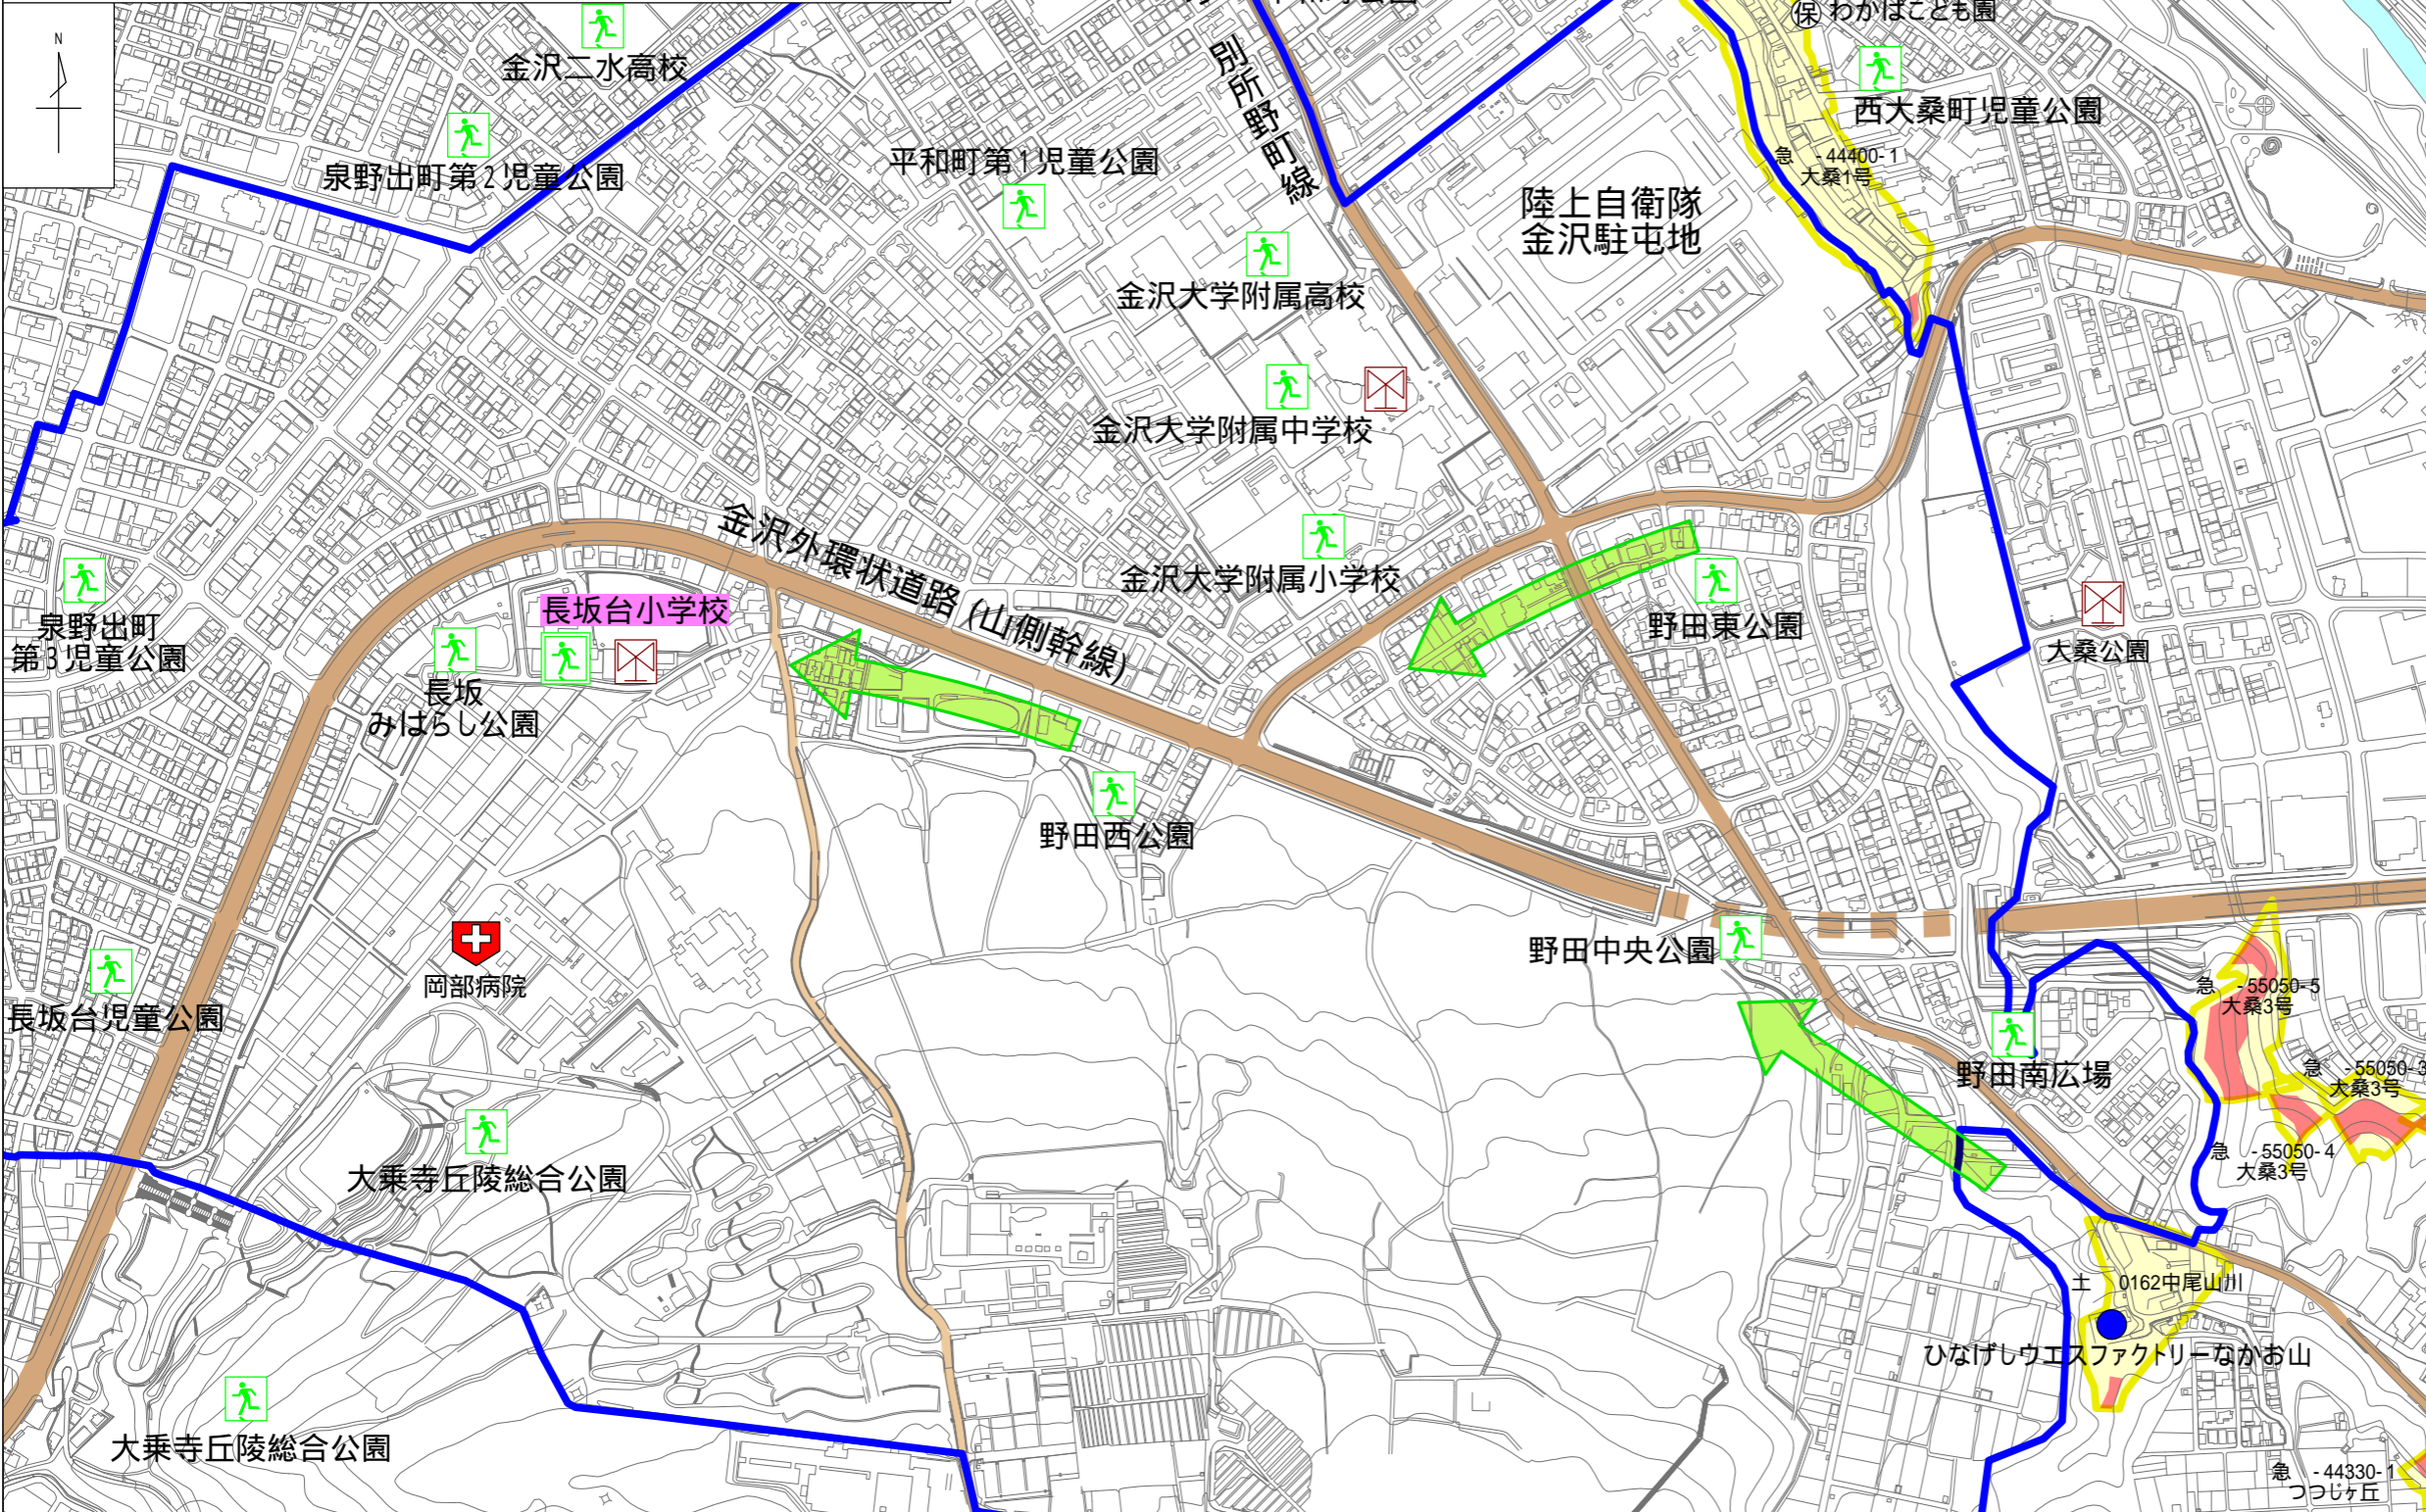 N
金沢二水高校
別所野町線
保 わかばこども園
泉野出町第2児童公園
平和町第1児童公園
西大桑町児童公園
急 -44400-1
大桑1号
陸上自衛隊
金沢駐屯地
金沢大学附属高校
金沢大学附属中学校
金沢外環状道路 (山側幹線)
金沢大学附属小学校
長坂台小学校
泉野出町
第3児童公園
野田東公園
大桑公園
長坂
みはらし公園
野田西公園
野田中央公園
岡部病院
長坂台児童公園
急 -55050-5
大桑3号
野田南広場
急 -55050-3
大桑3号
急 -55050-4
大桑3号
大乗寺丘陵総合公園
土 0162中尾山川
ひなげしウエスファクトリーなかお山
大乗寺丘陵総合公園
急 -44330-1
つつじヶ丘